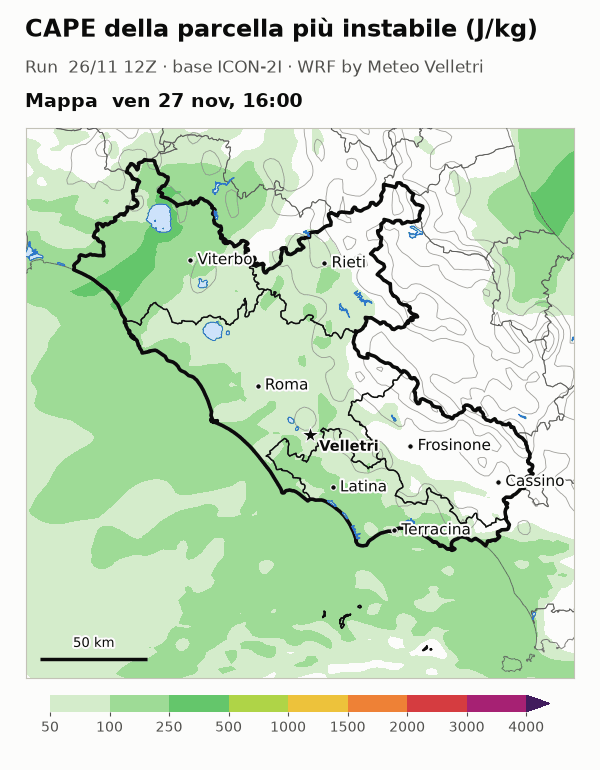 CAPE della parcella più instabile (J/kg)
Run  26/11 12Z · base ICON-2I · WRF by Meteo Velletri
Mappa  ven 27 nov, 16:00
Viterbo
Rieti
Roma
Velletri
Frosinone
Latina
Cassino
Terracina
50 km
50 100 250 500 1000 1500 2000 3000 4000